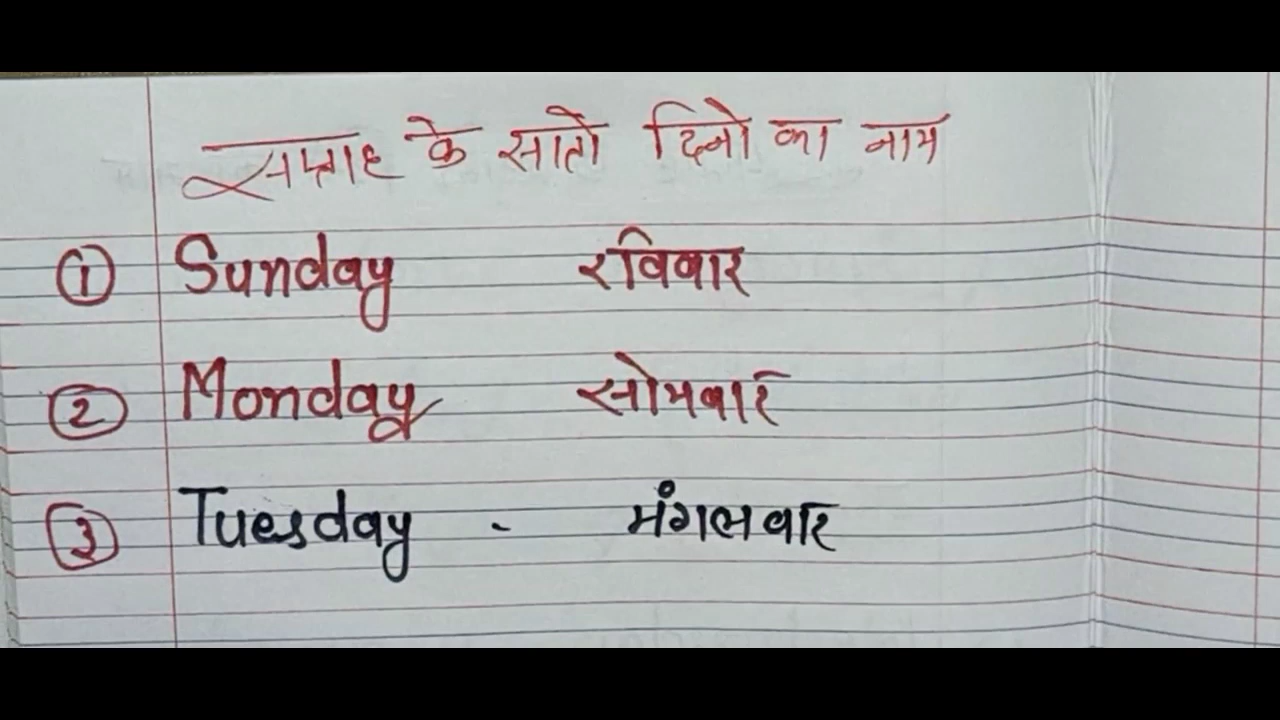 सप्ताह के सातो दिनो का नाम
① Sunday रविवार
② Monday सोमवार
③ Tuesday - मंगलवार